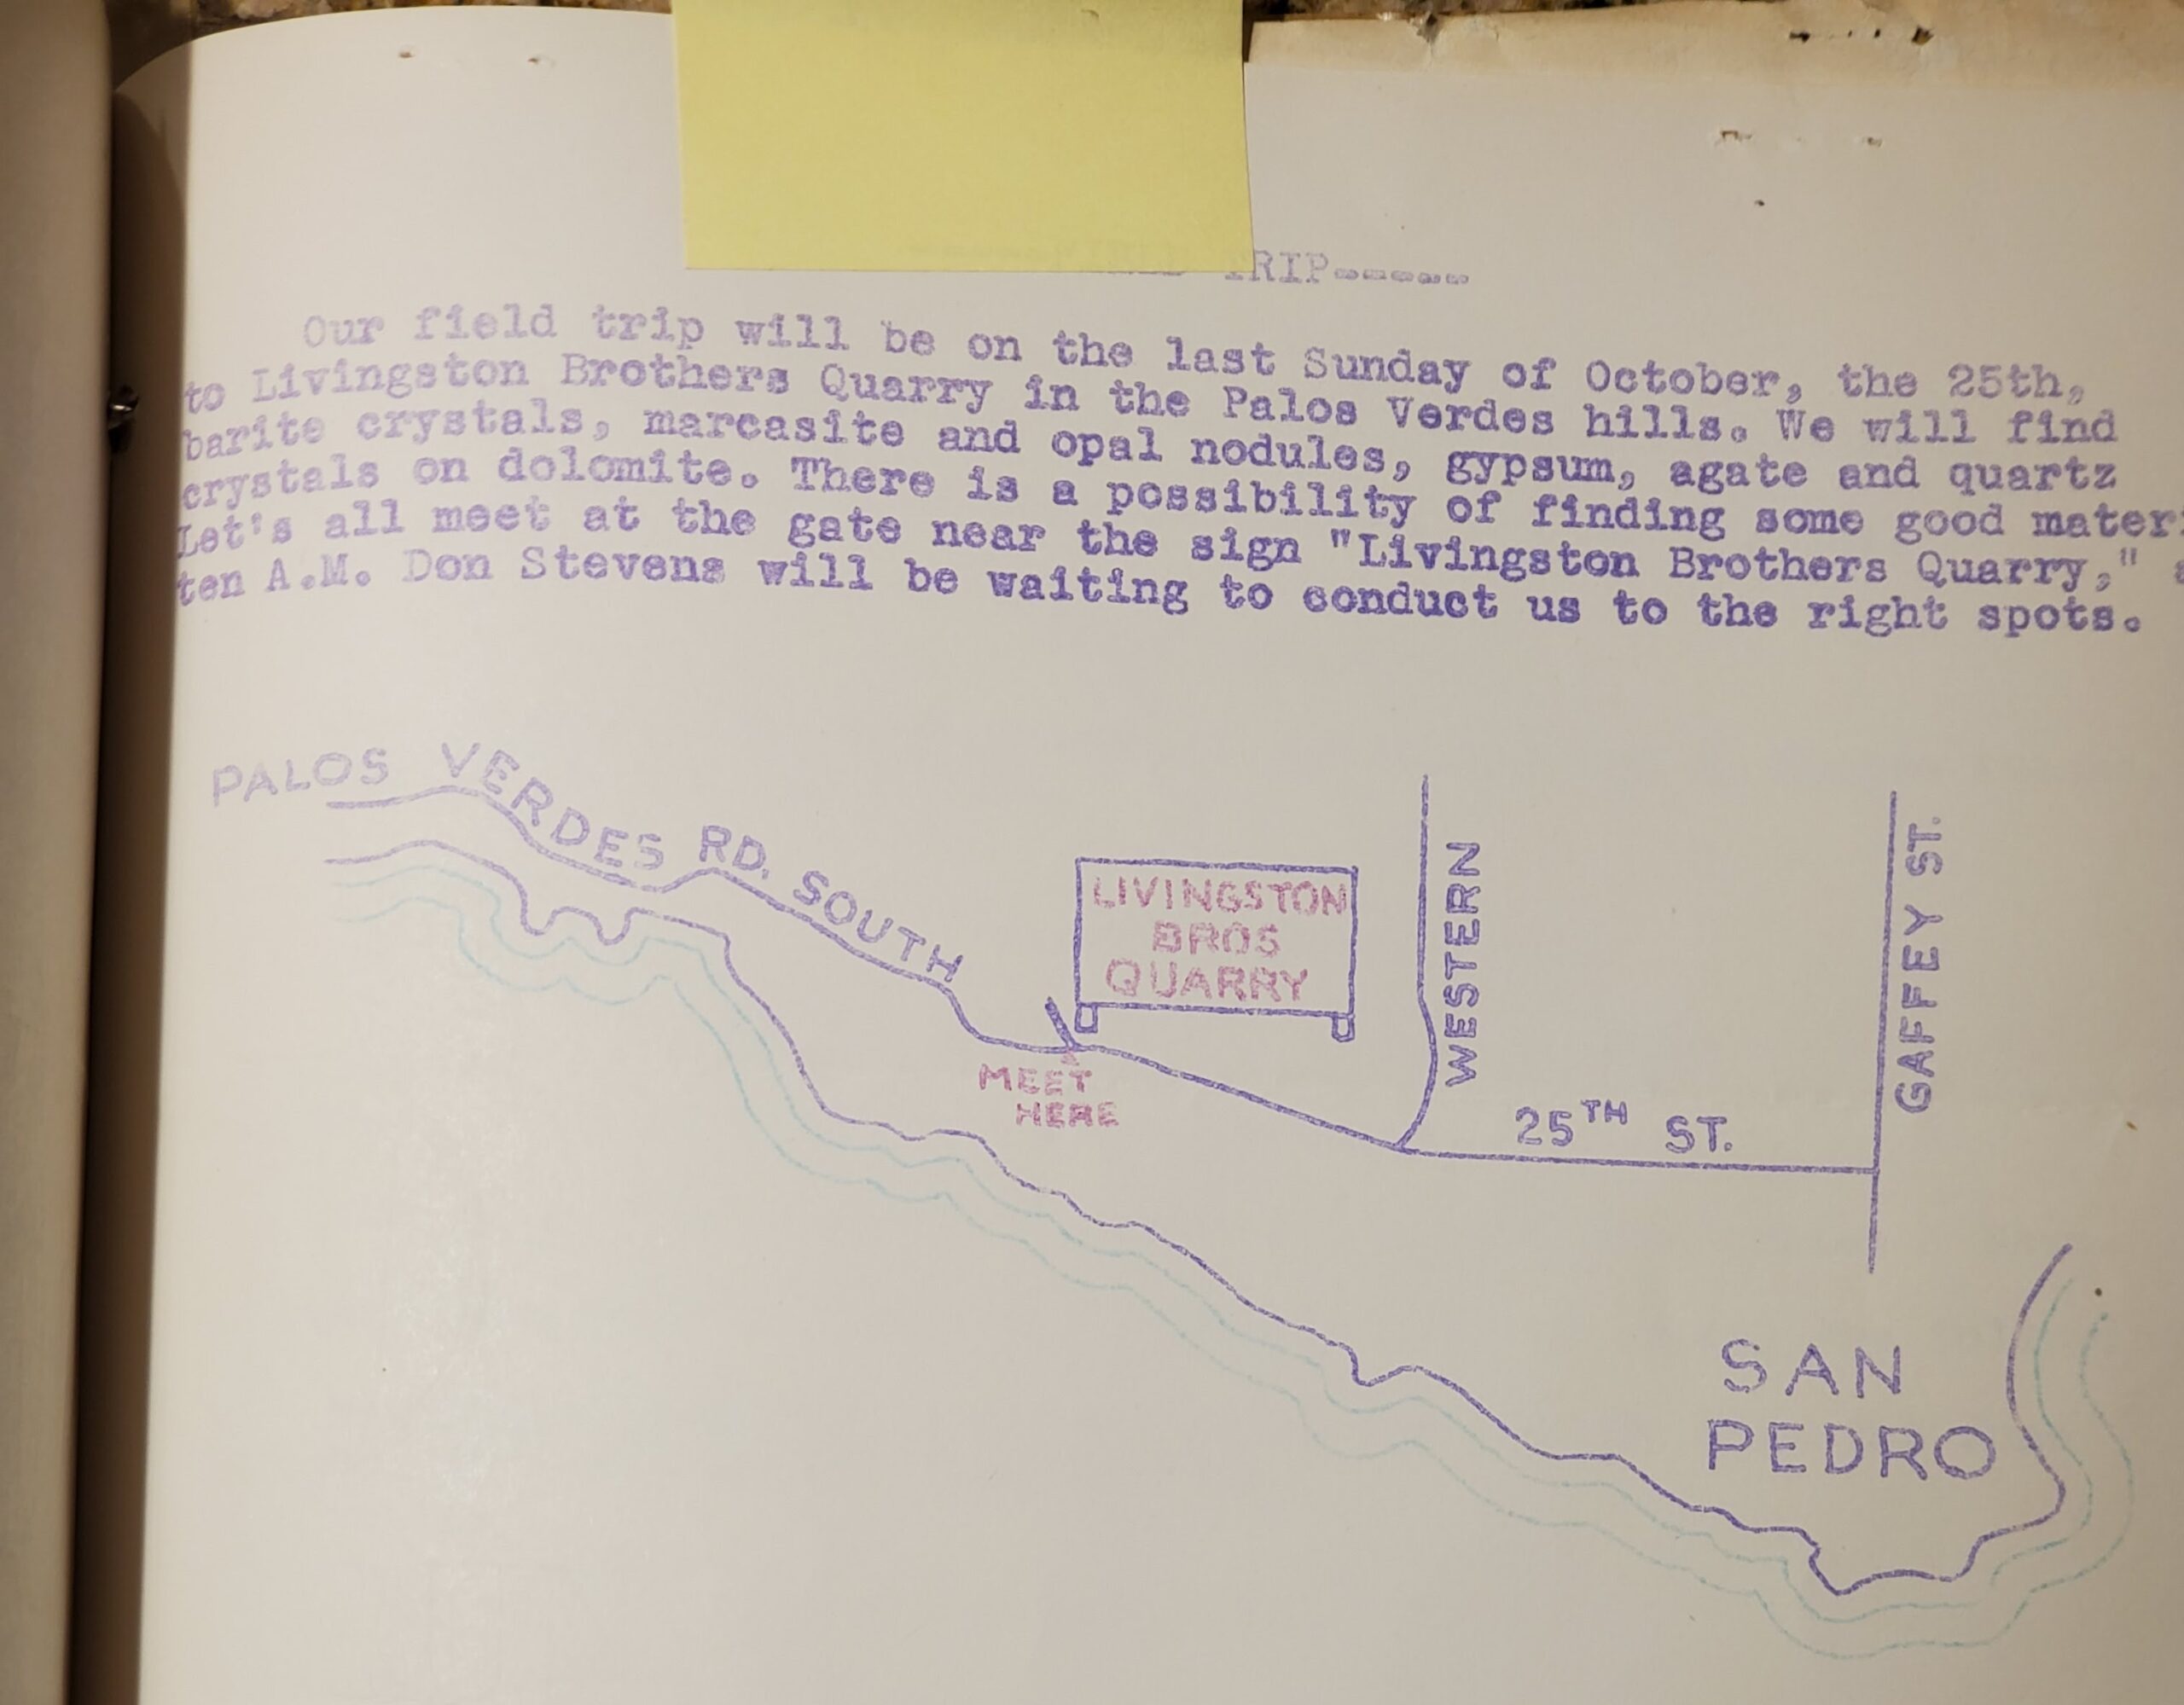 TRIP------
Our field trip will be on the last Sunday of October, the 25th,
to Livingston Brothers Quarry in the Palos Verdes hills. We will find
barite crystals, marcasite and opal nodules, gypsum, agate and quartz
crystals on dolomite. There is a possibility of finding some good
Let's all meet at the gate near the sign "Livingston Brothers Quarry,"
ten A.M. Don Stevens will be waiting to conduct us to the right spots.
PALOS VERDES RD. SOUTH
LIVINGSTON
BROS
QUARRY
MEET
HERE
WESTERN
25TH ST.
GAFFEY ST.
SAN
PEDRO